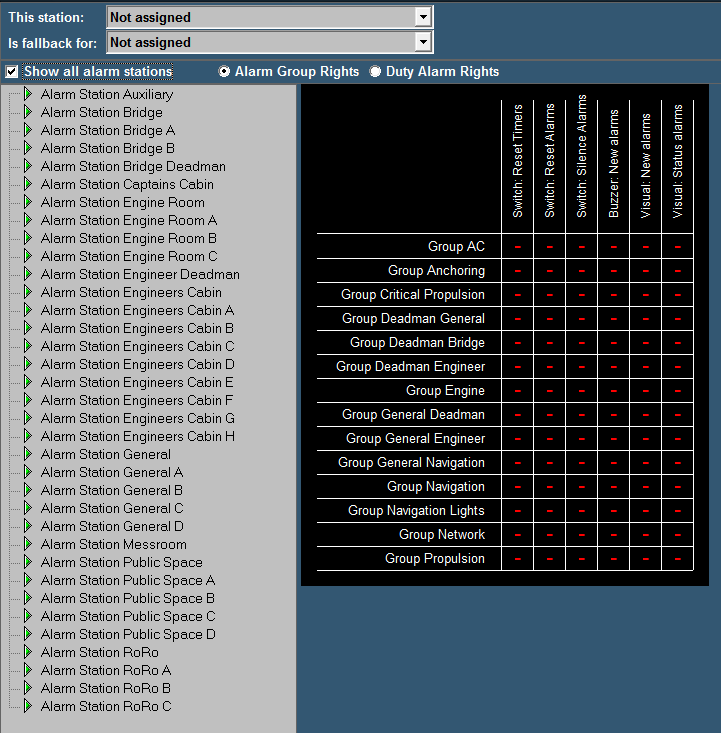 This station: Not assigned
Is fallback for: Not assigned
Show all alarm stations Alarm Group Rights Duty Alarm Rights
Alarm Station Auxiliary
Alarm Station Bridge
Alarm Station Bridge A
Alarm Station Bridge B
Alarm Station Bridge Deadman
Alarm Station Captains Cabin
Alarm Station Engine Room
Alarm Station Engine Room A
Alarm Station Engine Room B
Alarm Station Engine Room C
Alarm Station Engineer Deadman
Alarm Station Engineers Cabin
Alarm Station Engineers Cabin A
Alarm Station Engineers Cabin B
Alarm Station Engineers Cabin C
Alarm Station Engineers Cabin D
Alarm Station Engineers Cabin E
Alarm Station Engineers Cabin F
Alarm Station Engineers Cabin G
Alarm Station Engineers Cabin H
Alarm Station General
Alarm Station General A
Alarm Station General B
Alarm Station General C
Alarm Station General D
Alarm Station Messroom
Alarm Station Public Space
Alarm Station Public Space A
Alarm Station Public Space B
Alarm Station Public Space C
Alarm Station Public Space D
Alarm Station RoRo
Alarm Station RoRo A
Alarm Station RoRo B
Alarm Station RoRo C
Switch: Reset Timers
Switch: Reset Alarms
Switch: Silence Alarms
Buzzer: New alarms
Visual: New alarms
Visual: Status alarms
Group AC - - - - - -
Group Anchoring - - - - - -
Group Critical Propulsion - - - - - -
Group Deadman General - - - - - -
Group Deadman Bridge - - - - - -
Group Deadman Engineer - - - - - -
Group Engine - - - - - -
Group General Deadman - - - - - -
Group General Engineer - - - - - -
Group General Navigation - - - - - -
Group Navigation - - - - - -
Group Navigation Lights - - - - - -
Group Network - - - - - -
Group Propulsion - - - - - -